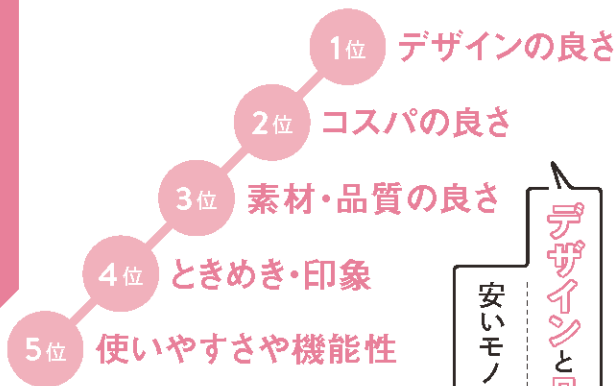 1位 デザインの良さ
2位 コスパの良さ
3位 素材・品質の良さ
4位 ときめき・印象
5位 使いやすさや機能性
デザインと
安いモノ